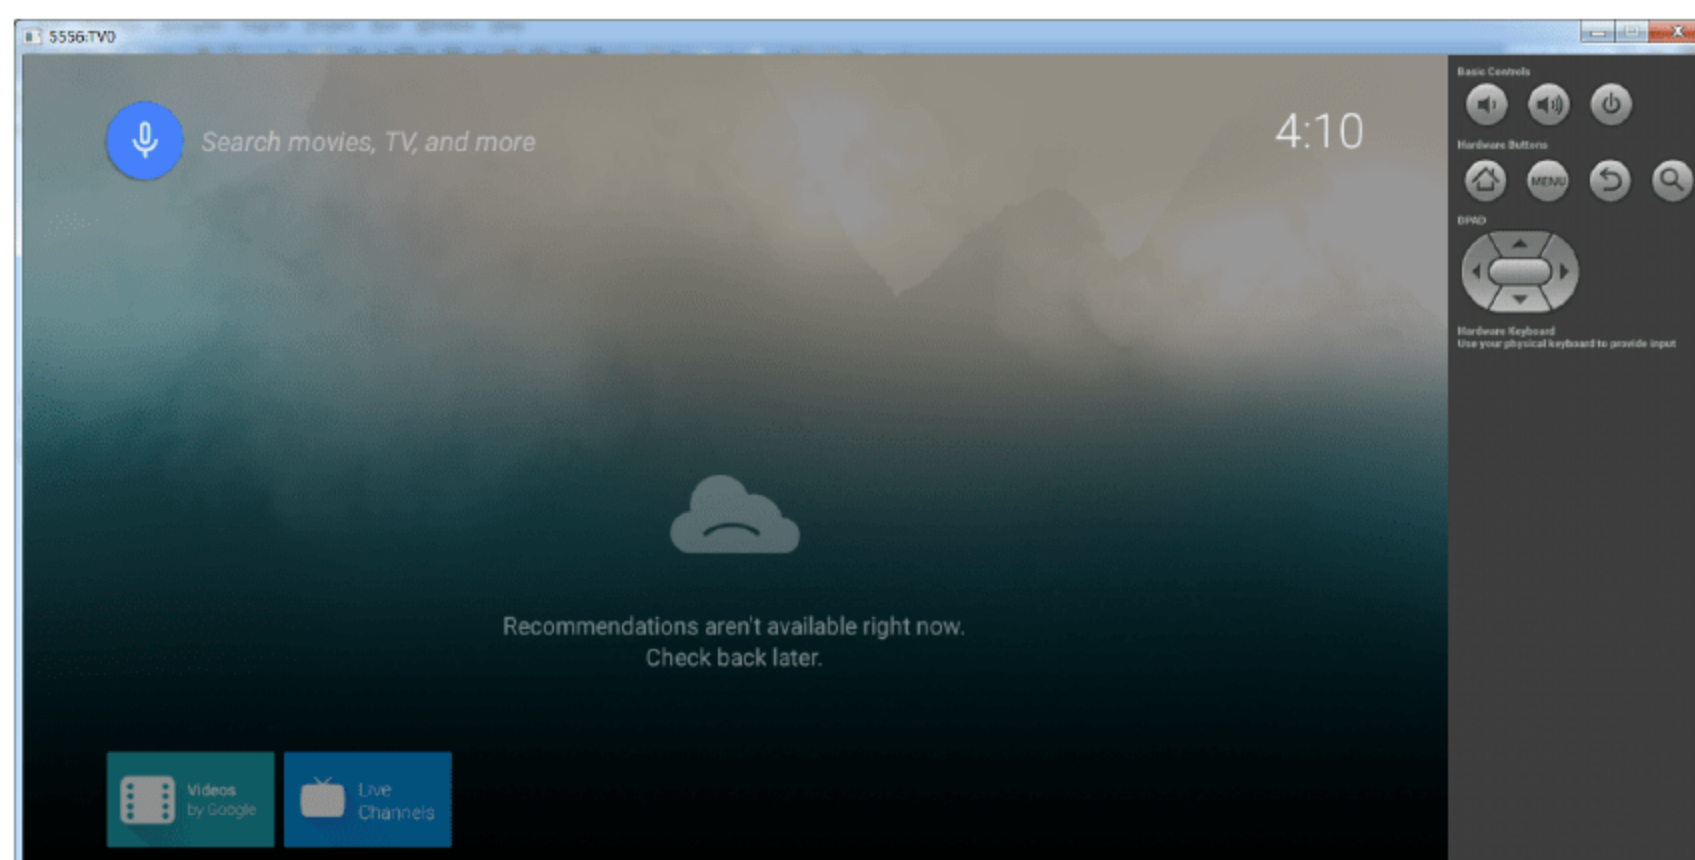 5556:TV0
Search movies, TV, and more
4:10
Basic Controls
Hardware Buttons
MENU
DPAD
Hardware Keyboard
Use your physical keyboard to provide input
Recommendations aren't available right now.
Check back later.
Videos
by Google
Live
Channels